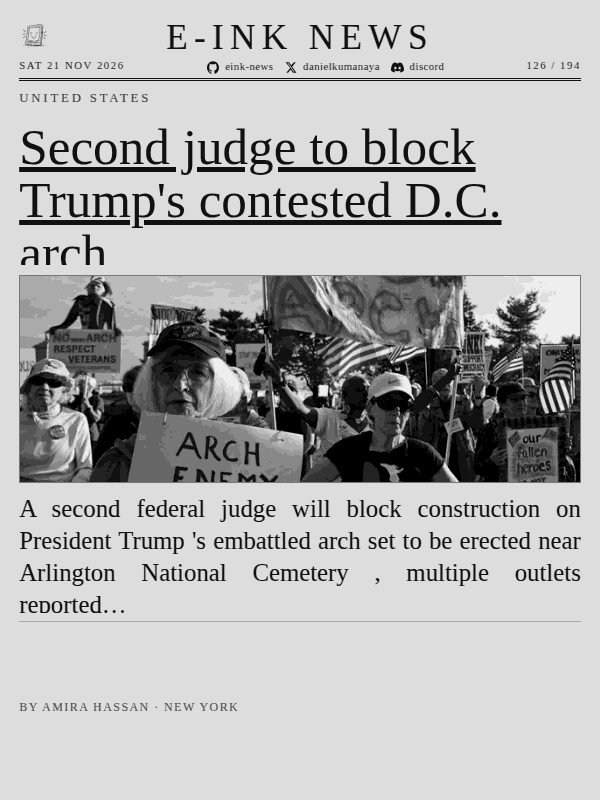 E-INK NEWS
SAT 21 NOV 2026
eink-news
danielkumanaya
discord
126 / 194
UNITED STATES
Second judge to block
Trump's contested D.C.
arch
NO ARCH
RESPECT
VETERANS
STOP ARCH
ARCH
ARCH
ENEMY
our
fallen
heroes
A second federal judge will block construction on
President Trump 's embattled arch set to be erected near
Arlington National Cemetery , multiple outlets
reported…
BY AMIRA HASSAN · NEW YORK